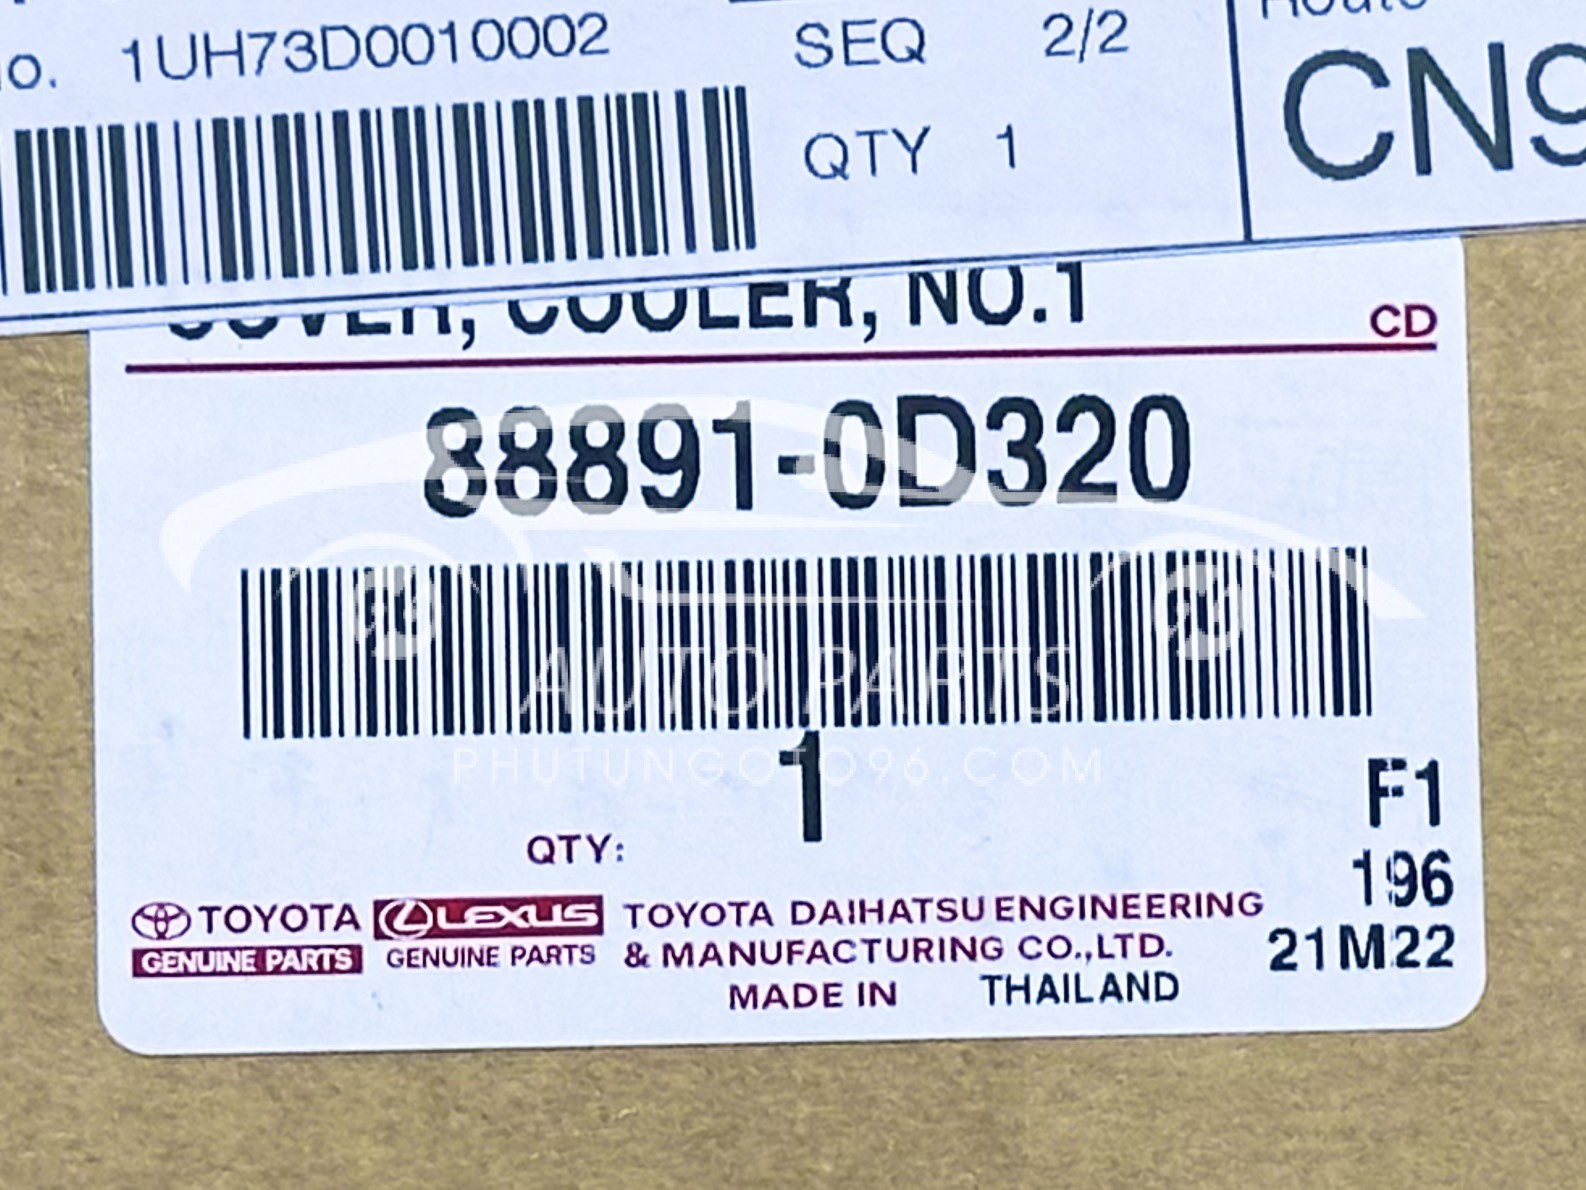 1UH73D0010002 SEQ 2/2
QTY 1
CN9
COVER, COOLER, NO.1 CD
88891-0D320
AUTO PARTS
PHUTUNGOTO96.COM
QTY: 1
F1
196
21M22
TOYOTA
GENUINE PARTS
LEXUS
GENUINE PARTS
TOYOTA DAIHATSU ENGINEERING
& MANUFACTURING CO.,LTD.
MADE IN THAILAND